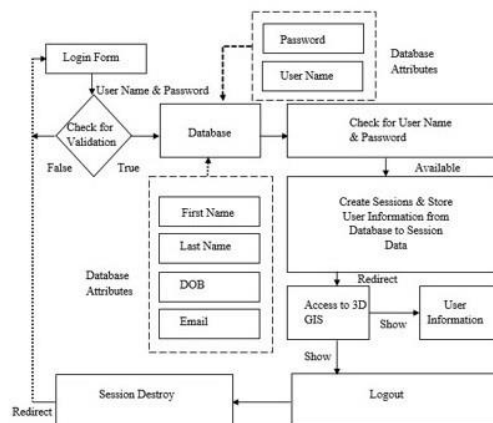 Login Form
User Name & Password
Check for
Validation
False
True
Database
Password
User Name
Database
Attributes
Check for User Name
& Password
Available
Create Sessions & Store
User Information from
Database to Session
Data
Redirect
First Name
Last Name
DOB
Email
Database
Attributes
Access to 3D
GIS
Show
User
Information
Show
Logout
Session Destroy
Redirect